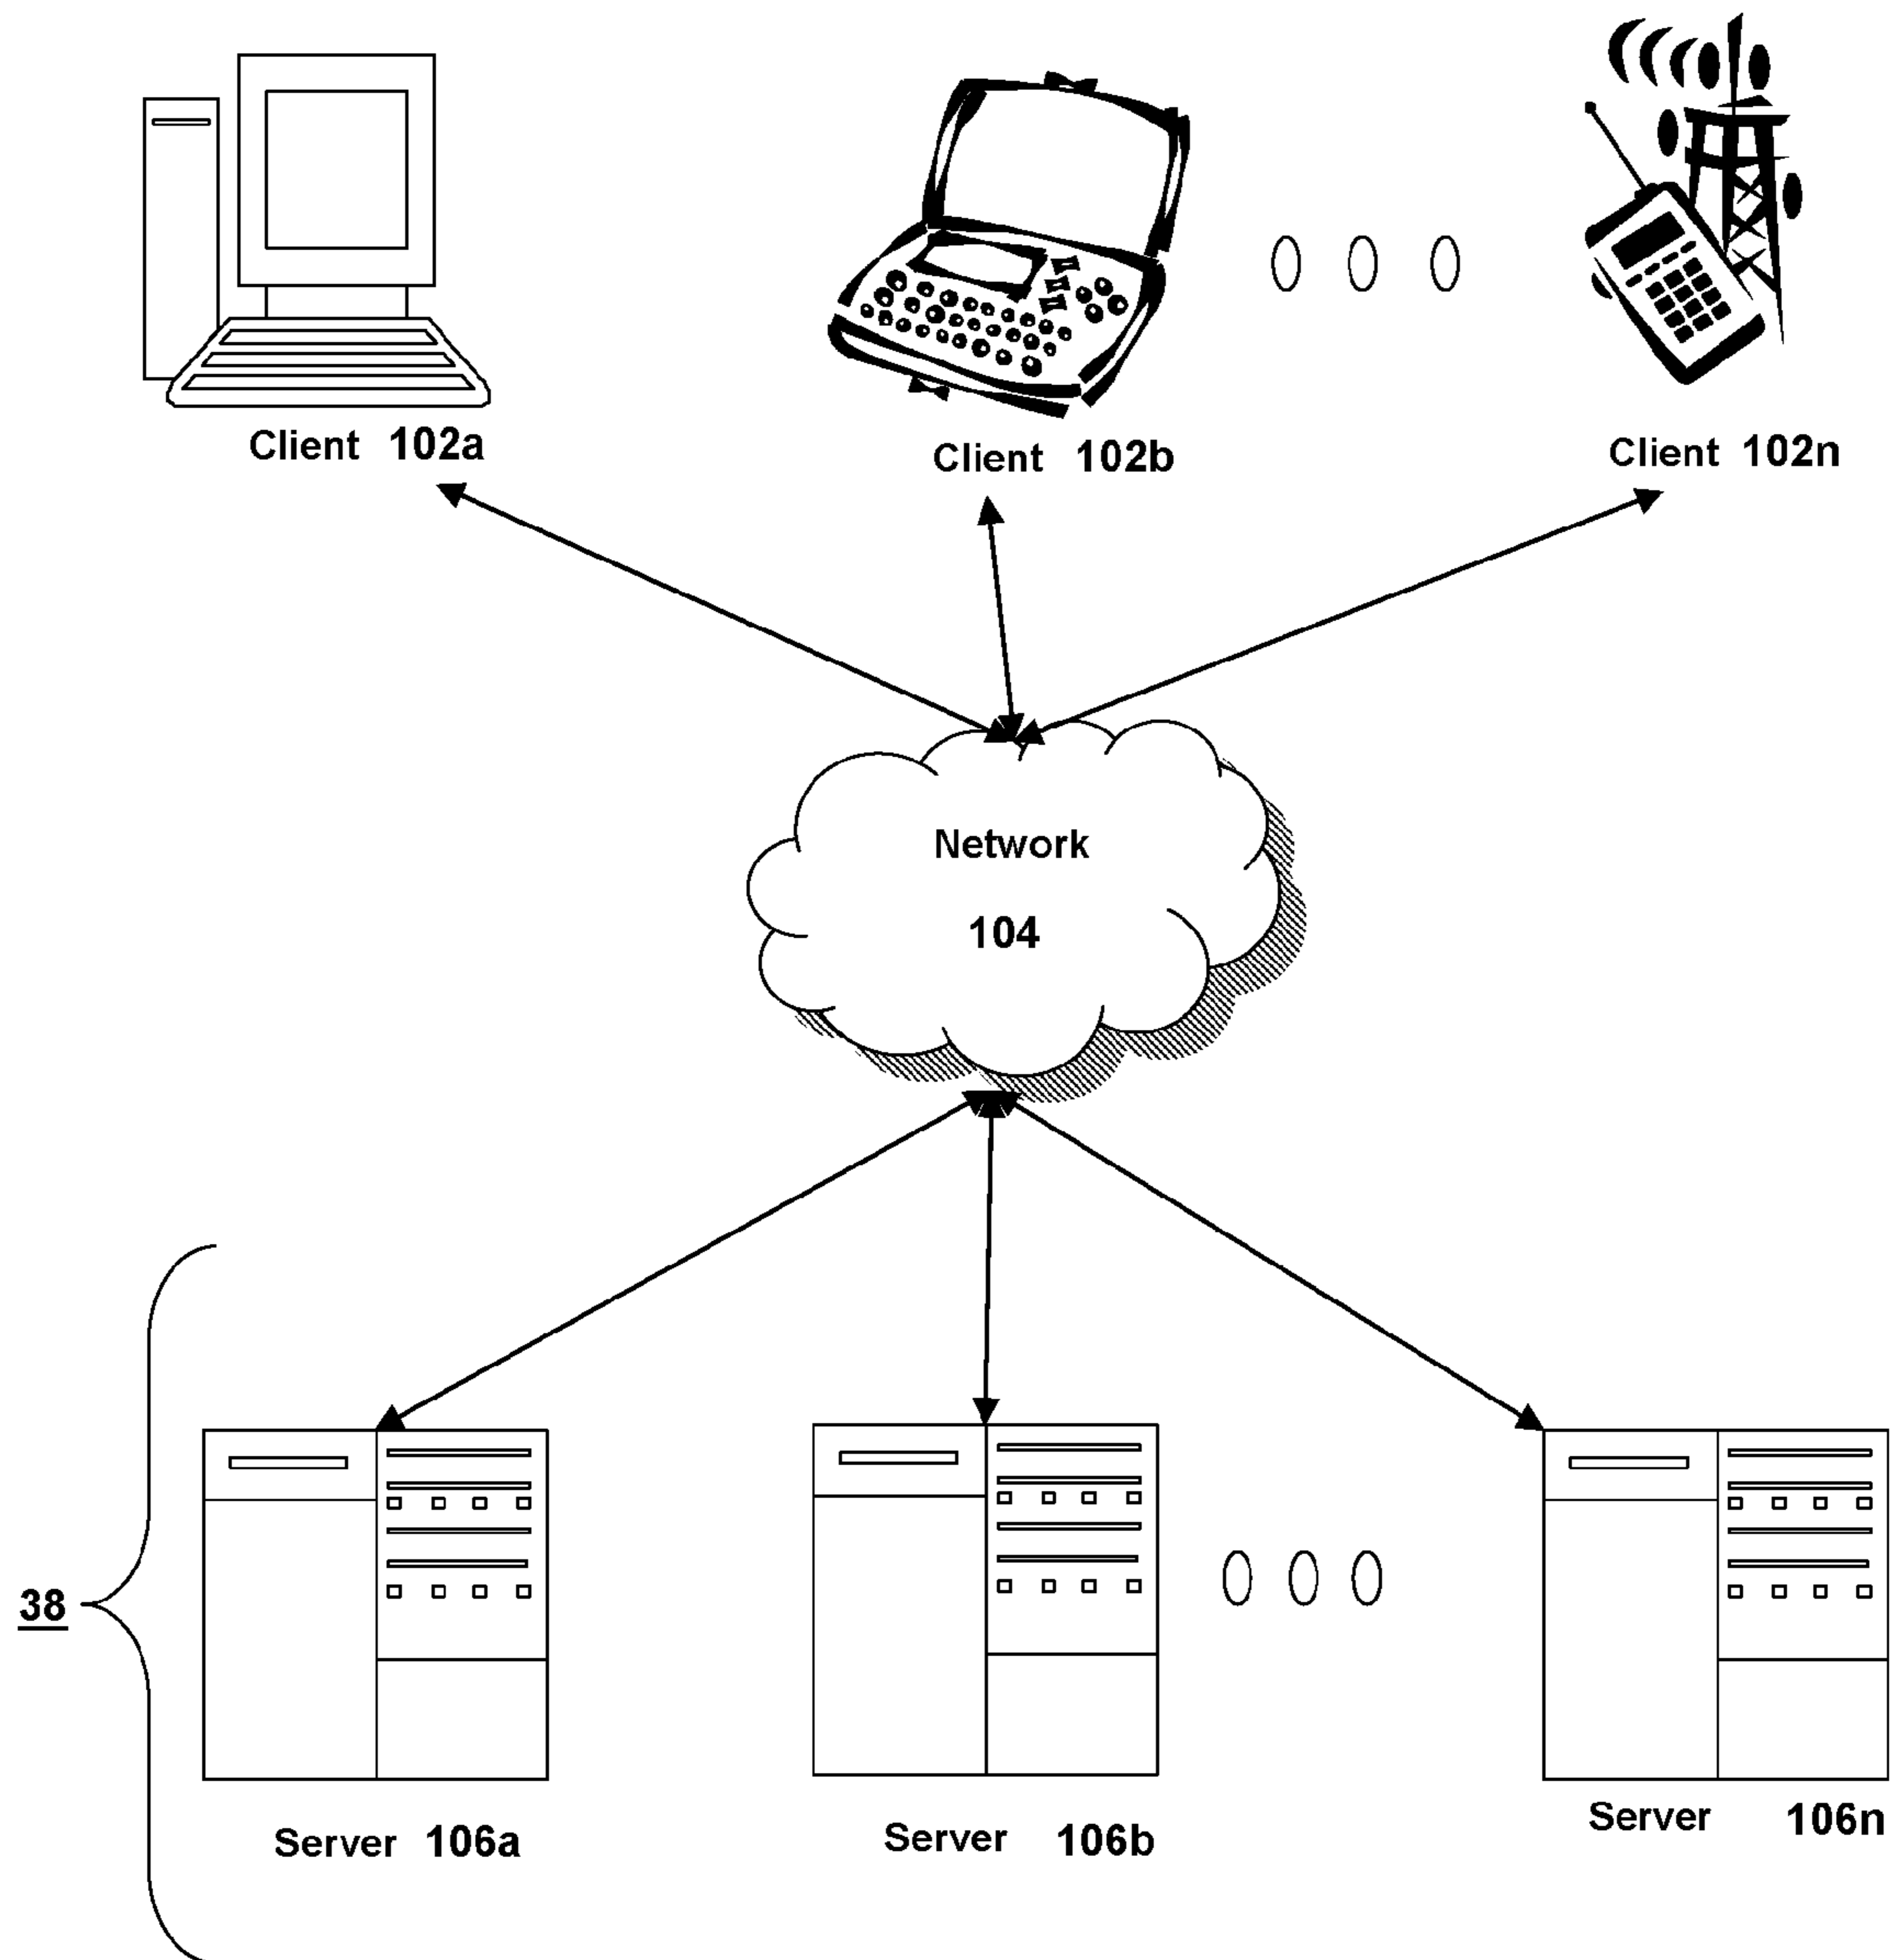 Client 102a
Client 102b
Client 102n
Network
104
38
Server 106a
Server 106b
Server 106n